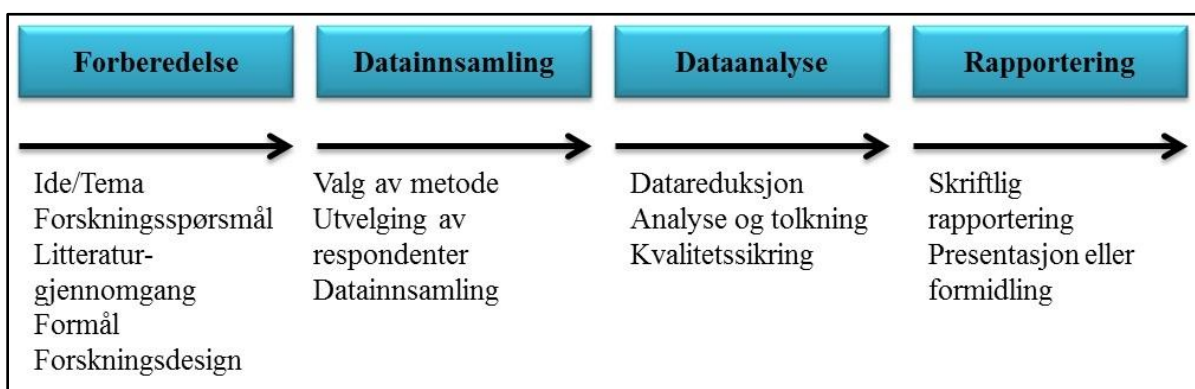 Forberedelse
Ide/Tema
Forskningsspørsmål
Litteratur-
gjennomgang
Formål
Forskningsdesign
Datainnsamling
Valg av metode
Utvelging av
respondenter
Datainnsamling
Dataanalyse
Datareduksjon
Analyse og tolkning
Kvalitetssikring
Rapportering
Skriftlig
rapportering
Presentasjon eller
formidling